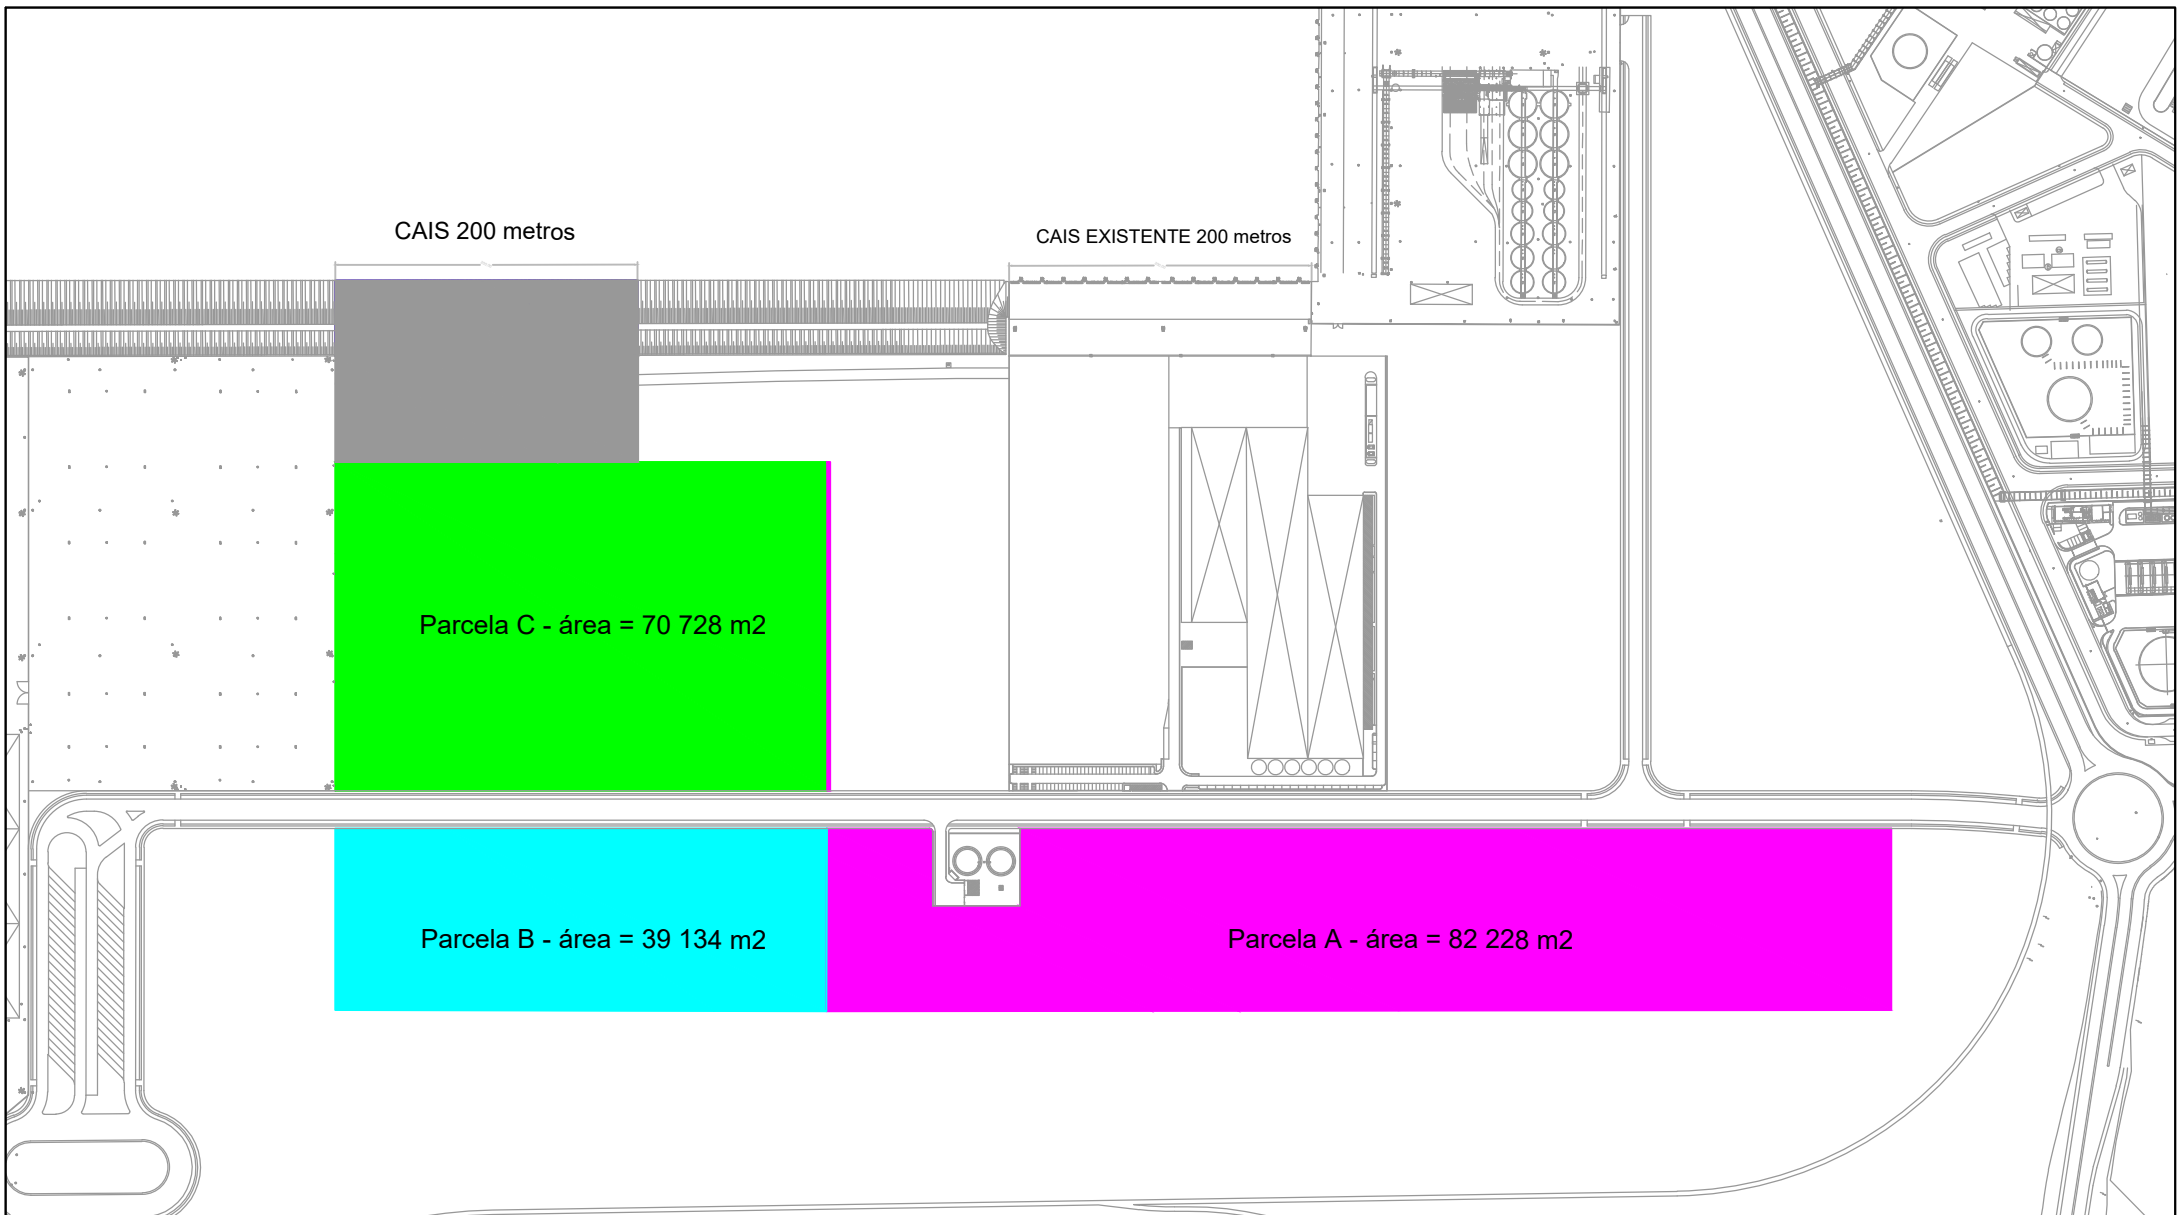 CAIS 200 metros
CAIS EXISTENTE 200 metros
Parcela C - área = 70 728 m2
Parcela B - área = 39 134 m2
Parcela A - área = 82 228 m2